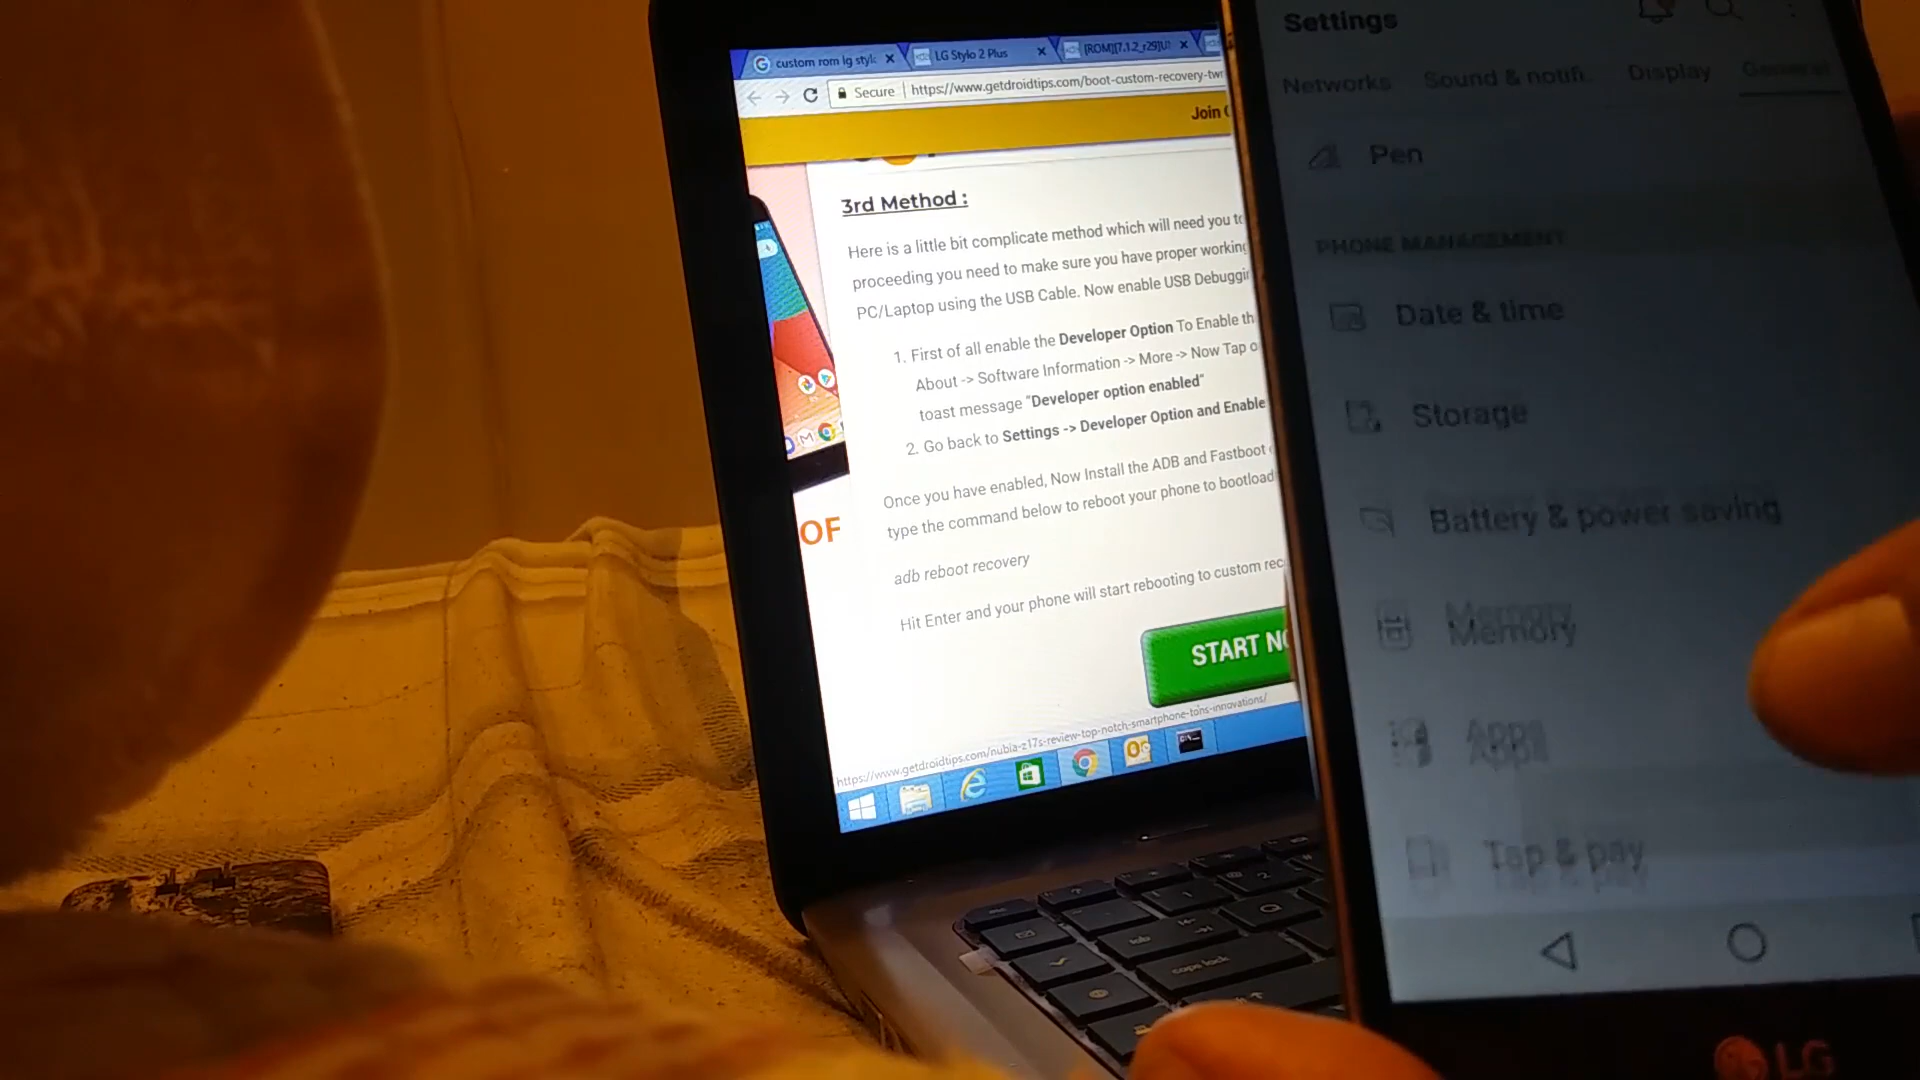 custom rom lg styl
LG Stylo 2 Plus
[ROM][7.1.2_r29]U
Secure
https://www.getdroidtips.com/boot-custom-recovery-twr
Join
3rd Method :
Here is a little bit complicate method which will need you to
proceeding you need to make sure you have proper working
PC/Laptop using the USB Cable. Now enable USB Debuggi
1. First of all enable the Developer Option To Enable th
About -> Software Information -> More -> Now Tap o
toast message "Developer option enabled"
2. Go back to Settings -> Developer Option and Enable
Once you have enabled, Now Install the ADB and Fastboot
type the command below to reboot your phone to bootload
adb reboot recovery
Hit Enter and your phone will start rebooting to custom rec
OF
START NO
https://www.getdroidtips.com/nubia-z17s-review-top-notch-smartphone-tons-innovations/
caps lock
tab
Settings
Networks
Sound & notifi.
Display
General
Pen
PHONE MANAGEMENT
Date & time
Storage
Battery & power saving
Memory
Apps
Tap & pay
LG